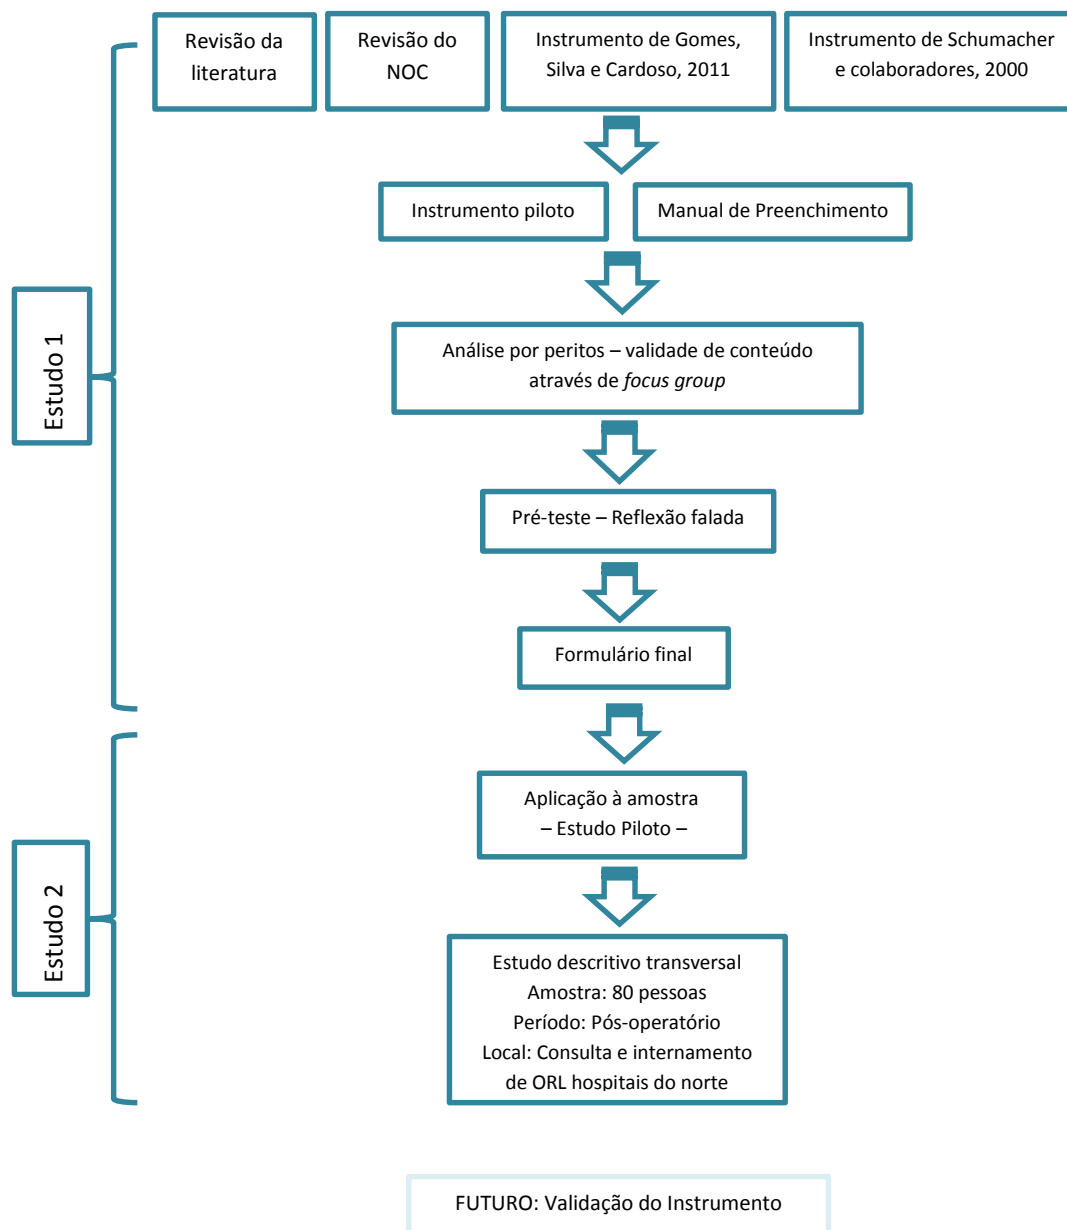 Revisão da
literatura
Revisão do
NOC
Instrumento de Gomes,
Silva e Cardoso, 2011
Instrumento de Schumacher
e colaboradores, 2000
Instrumento piloto
Manual de Preenchimento
Estudo 1
Análise por peritos – validade de conteúdo
através de focus group
Pré-teste – Reflexão falada
Formulário final
Estudo 2
Aplicação à amostra
– Estudo Piloto –
Estudo descritivo transversal
Amostra: 80 pessoas
Período: Pós-operatório
Local: Consulta e internamento
de ORL hospitais do norte
FUTURO: Validação do Instrumento